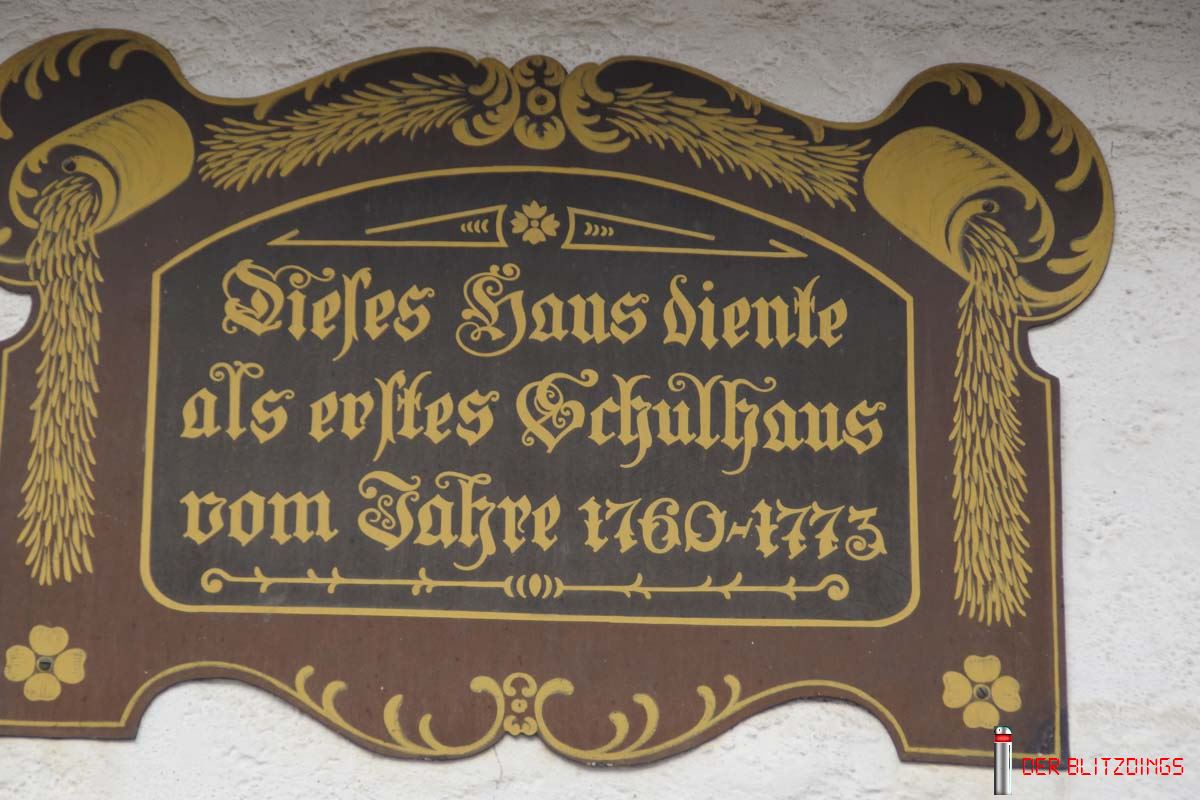 Dieses Haus diente
als erstes Schulhaus
vom Jahre 1760-1773
DER BLITZDINGS